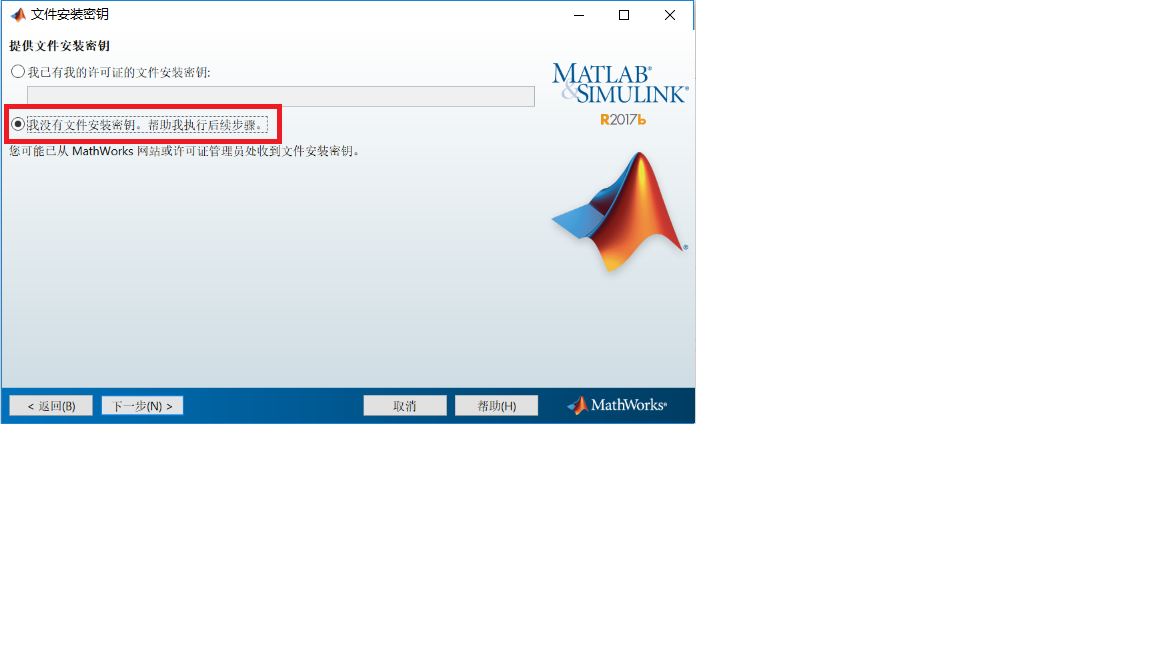 文件安装密钥
提供文件安装密钥
我已有我的许可证的文件安装密钥:
我没有文件安装密钥。帮助我执行后续步骤。
您可能已从 MathWorks 网站或许可证管理员处收到文件安装密钥。
MATLAB®
&SIMULINK®
R2017b
®
< 返回(B)
下一步(N) >
取消
帮助(H)
MathWorks®